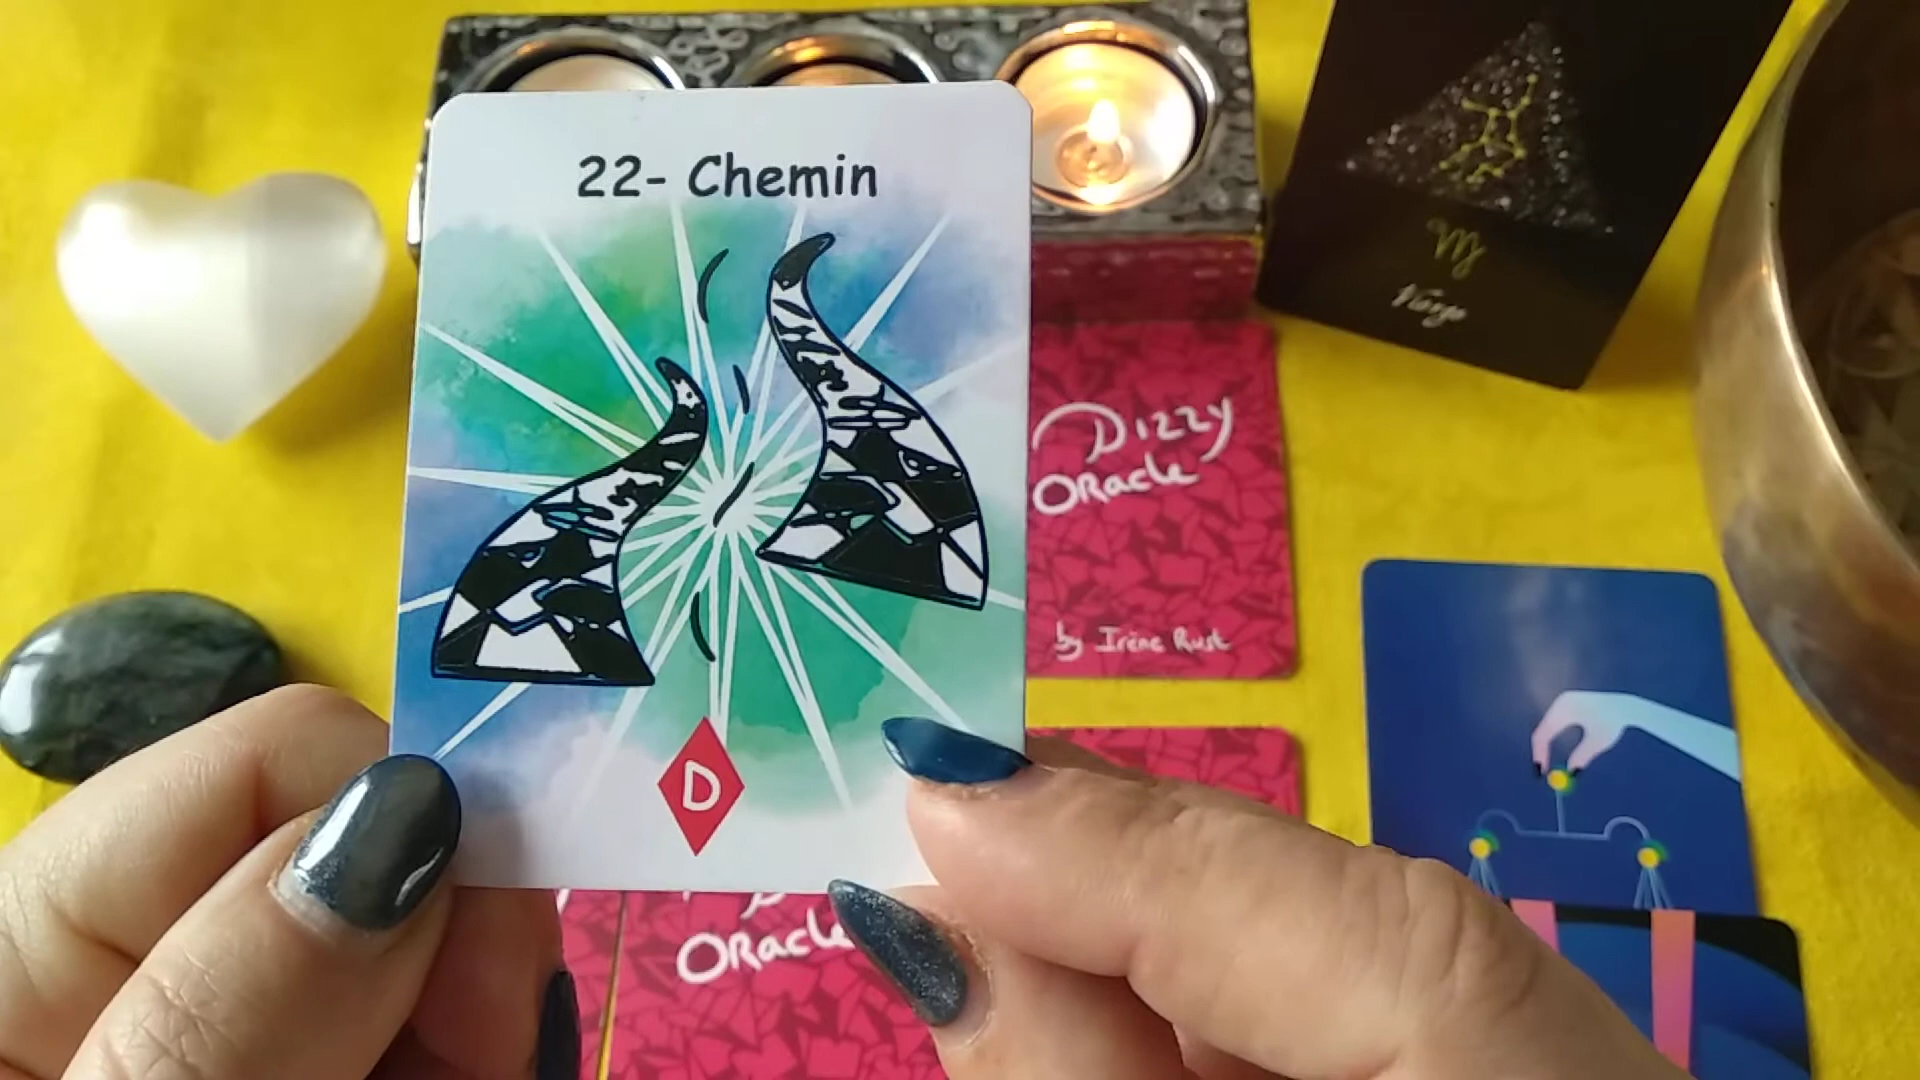 22- Chemin
D
Dizzy
ORacle
by Irène Rust
Virgo
ORacle